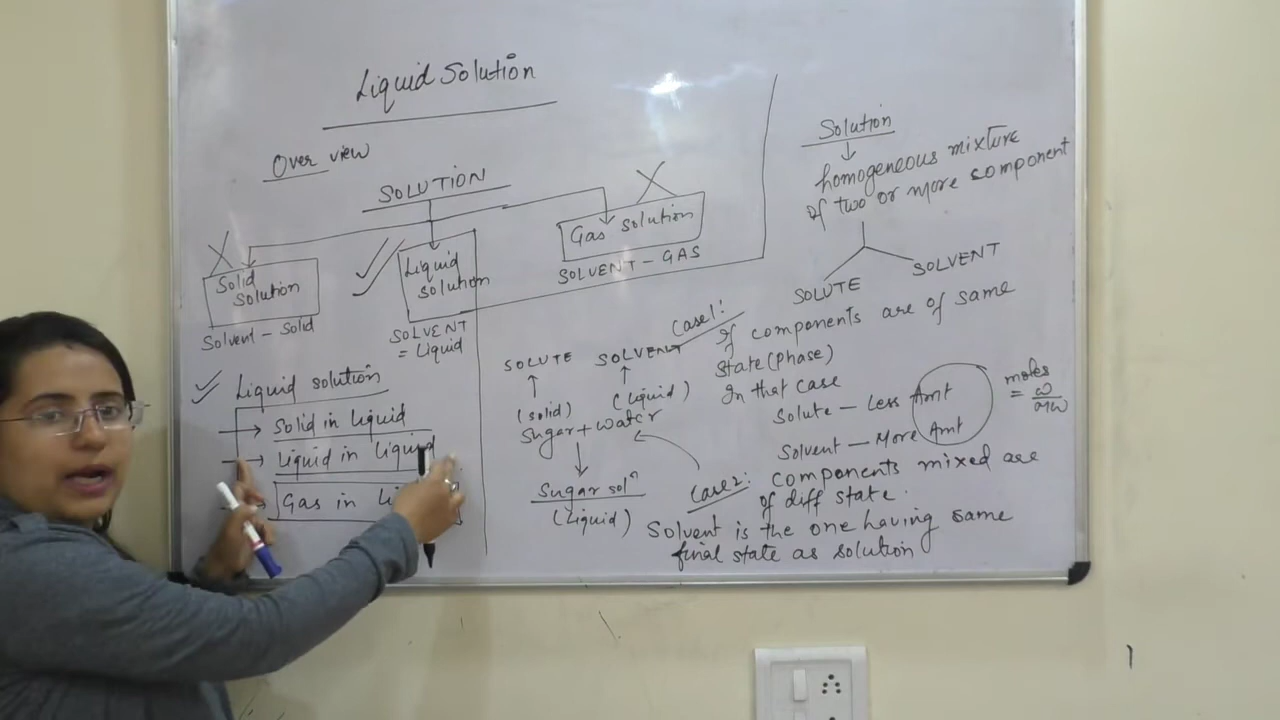 Liquid Solution
Over view
SOLUTION
Solid
solution
Solvent - Solid
Liquid
solution
SOLVENT
= Liquid
Gas solution
SOLVENT - GAS
Liquid solution
Solid in liquid
Liquid in liquid
Gas in Li
Solution
homogeneous mixture
of two or more component
SOLUTE
SOLVENT
Case 1:
If components are of same
state (phase)
In that case
Solute - Less Amt
Solvent - More Amt
moles
= w
mw
SOLUTE SOLVENT
(solid) (liquid)
Sugar + water
Sugar solⁿ
(Liquid)
Case 2: components mixed are
of diff state.
Solvent is the one having same
final state as solution